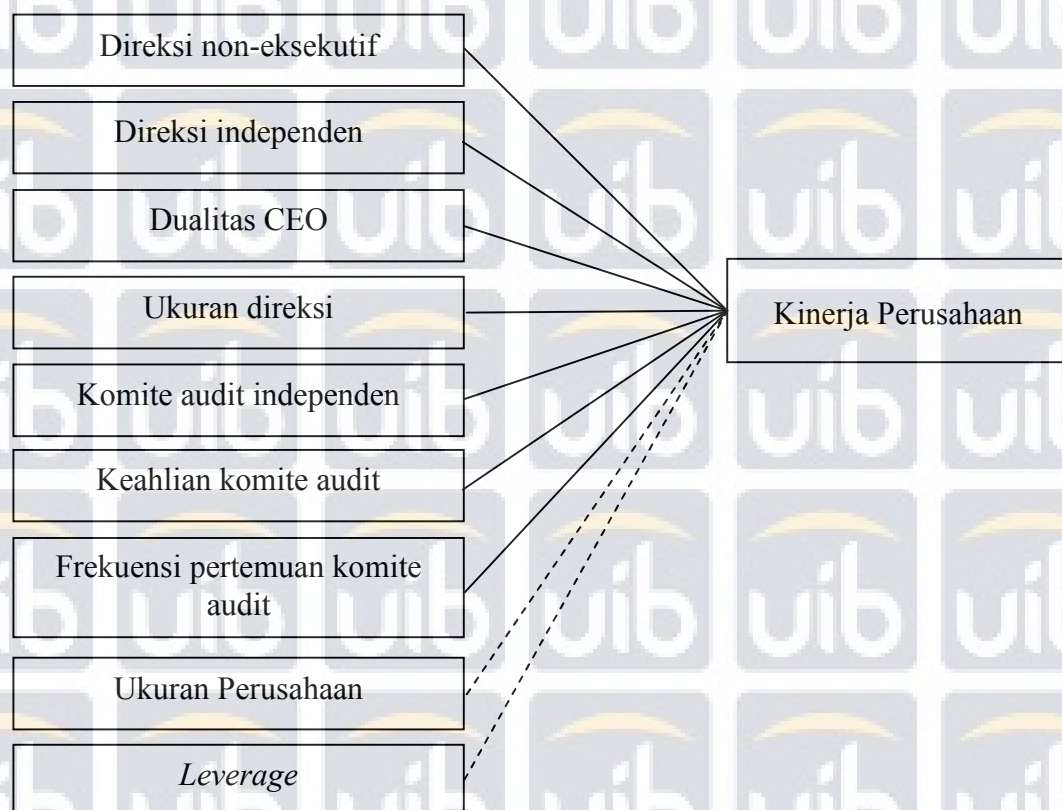 Direksi non-eksekutif
Direksi independen
Dualitas CEO
Ukuran direksi
Kinerja Perusahaan
Komite audit independen
Keahlian komite audit
Frekuensi pertemuan komite
audit
Ukuran Perusahaan
Leverage
uib